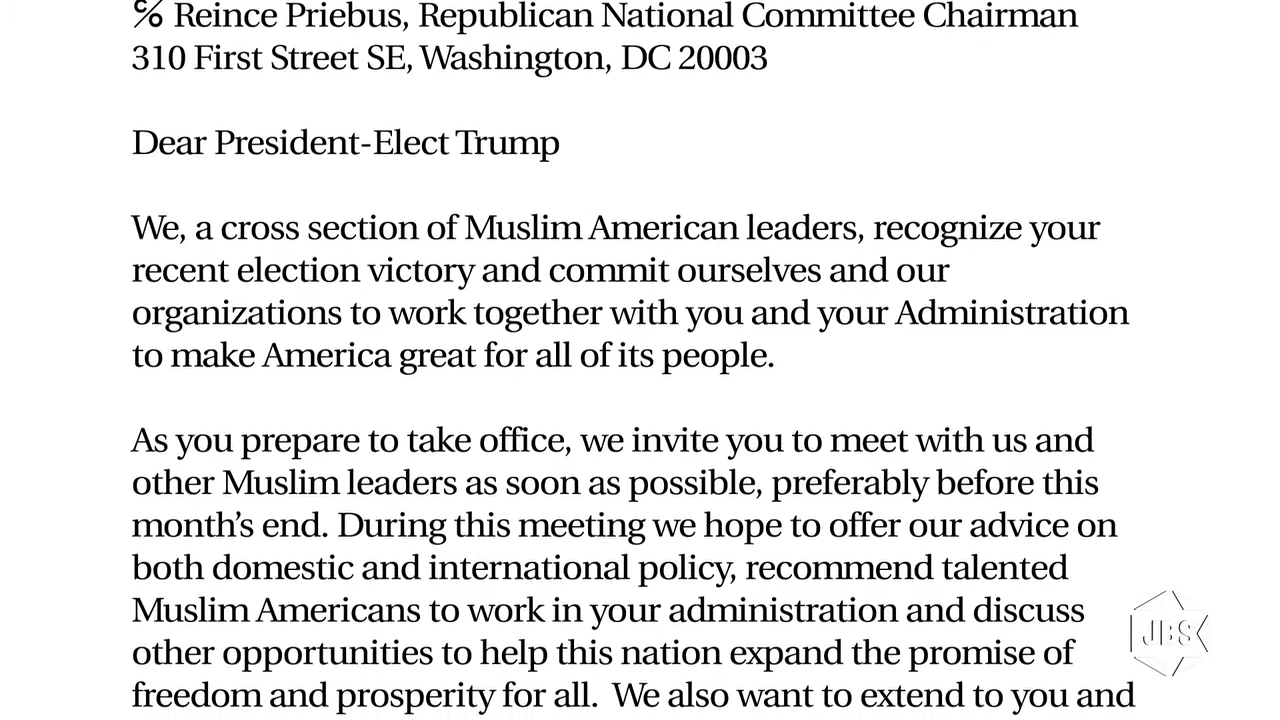 ℅ Reince Priebus, Republican National Committee Chairman
310 First Street SE, Washington, DC 20003
Dear President-Elect Trump
We, a cross section of Muslim American leaders, recognize your
recent election victory and commit ourselves and our
organizations to work together with you and your Administration
to make America great for all of its people.
As you prepare to take office, we invite you to meet with us and
other Muslim leaders as soon as possible, preferably before this
month’s end. During this meeting we hope to offer our advice on
both domestic and international policy, recommend talented
Muslim Americans to work in your administration and discuss
other opportunities to help this nation expand the promise of
freedom and prosperity for all.  We also want to extend to you and
JBS